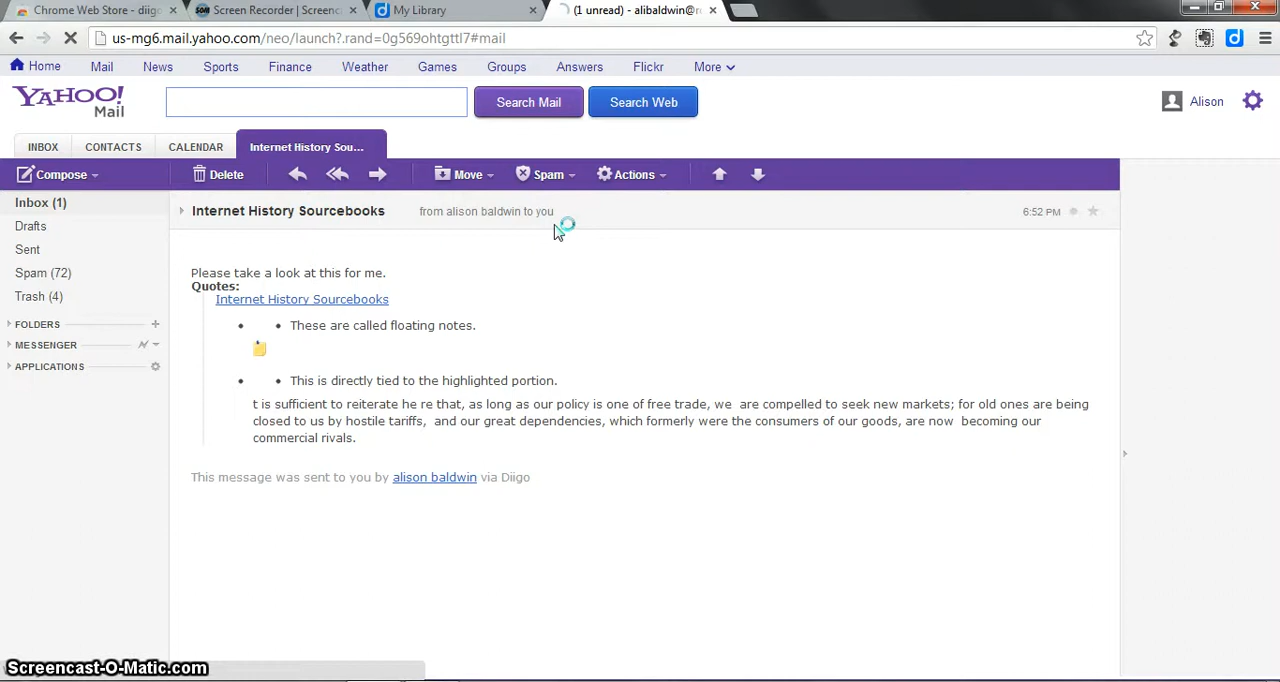 Chrome Web Store - diigo
Screen Recorder | Screenc
My Library
(1 unread) - alibaldwin@r
us-mg6.mail.yahoo.com/neo/launch?.rand=0g569ohtgttl7#mail
Home Mail News Sports Finance Weather Games Groups Answers Flickr More
YAHOO! Mail
Search Mail
Search Web
Alison
INBOX CONTACTS CALENDAR Internet History Sou...
Compose Delete Move Spam Actions
Inbox (1)
Drafts
Sent
Spam (72)
Trash (4)
FOLDERS
MESSENGER
APPLICATIONS
Internet History Sourcebooks from alison baldwin to you 6:52 PM
Please take a look at this for me.
Quotes:
Internet History Sourcebooks
• • These are called floating notes.
• • This is directly tied to the highlighted portion.
t is sufficient to reiterate he re that, as long as our policy is one of free trade, we are compelled to seek new markets; for old ones are being
closed to us by hostile tariffs, and our great dependencies, which formerly were the consumers of our goods, are now becoming our
commercial rivals.
This message was sent to you by alison baldwin via Diigo
Screencast-O-Matic.com